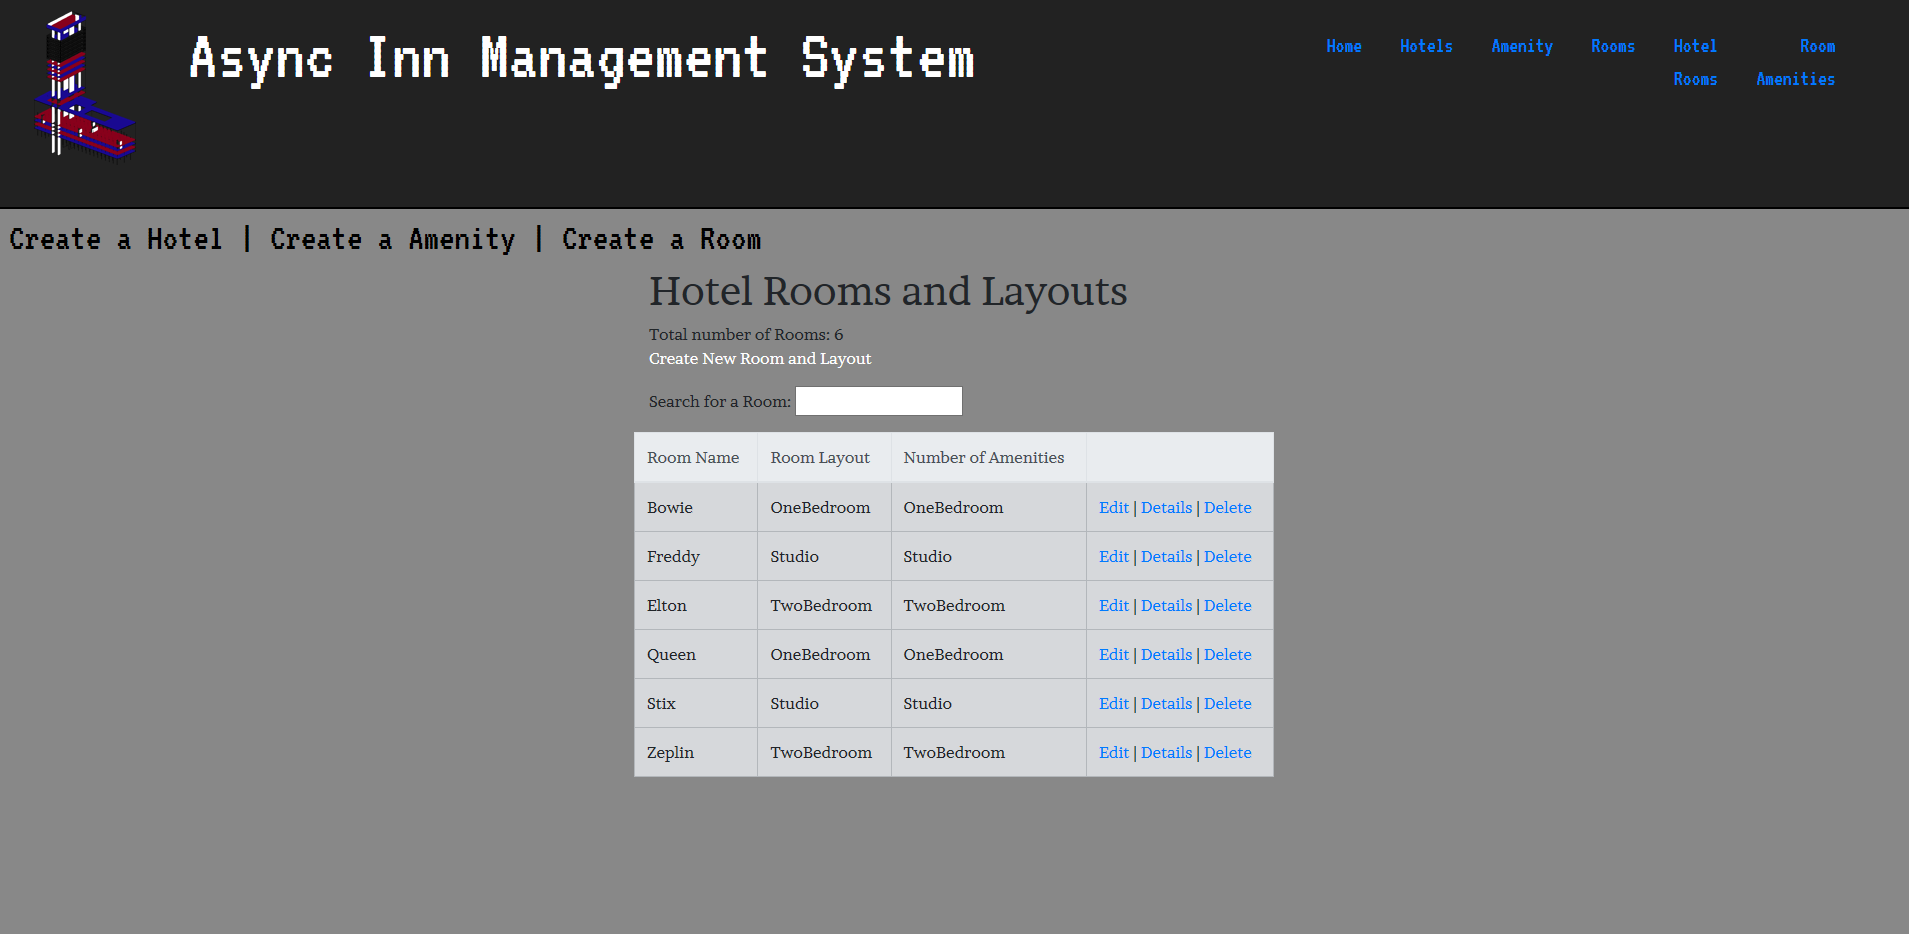 Async Inn Management System
Home Hotels Amenity Rooms Hotel Rooms Room Amenities
Create a Hotel | Create a Amenity | Create a Room
Hotel Rooms and Layouts
Total number of Rooms: 6
Create New Room and Layout
Search for a Room:
Room Name Room Layout Number of Amenities
Bowie OneBedroom OneBedroom Edit | Details | Delete
Freddy Studio Studio Edit | Details | Delete
Elton TwoBedroom TwoBedroom Edit | Details | Delete
Queen OneBedroom OneBedroom Edit | Details | Delete
Stix Studio Studio Edit | Details | Delete
Zeplin TwoBedroom TwoBedroom Edit | Details | Delete